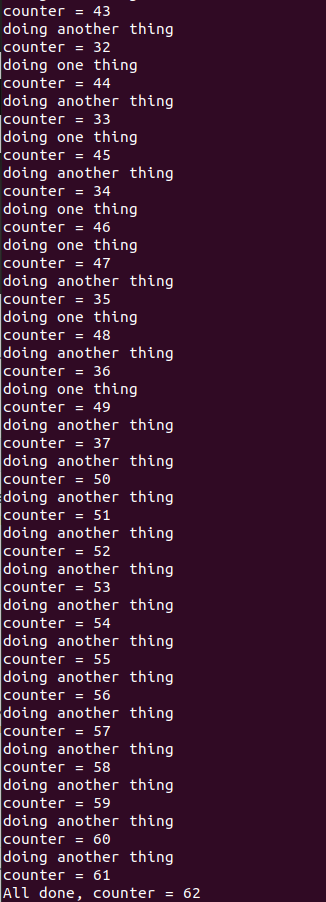 counter = 43
doing another thing
counter = 32
doing one thing
counter = 44
doing another thing
counter = 33
doing one thing
counter = 45
doing another thing
counter = 34
doing one thing
counter = 46
doing one thing
counter = 47
doing another thing
counter = 35
doing one thing
counter = 48
doing another thing
counter = 36
doing one thing
counter = 49
doing another thing
counter = 37
doing another thing
counter = 50
doing another thing
counter = 51
doing another thing
counter = 52
doing another thing
counter = 53
doing another thing
counter = 54
doing another thing
counter = 55
doing another thing
counter = 56
doing another thing
counter = 57
doing another thing
counter = 58
doing another thing
counter = 59
doing another thing
counter = 60
doing another thing
counter = 61
All done, counter = 62